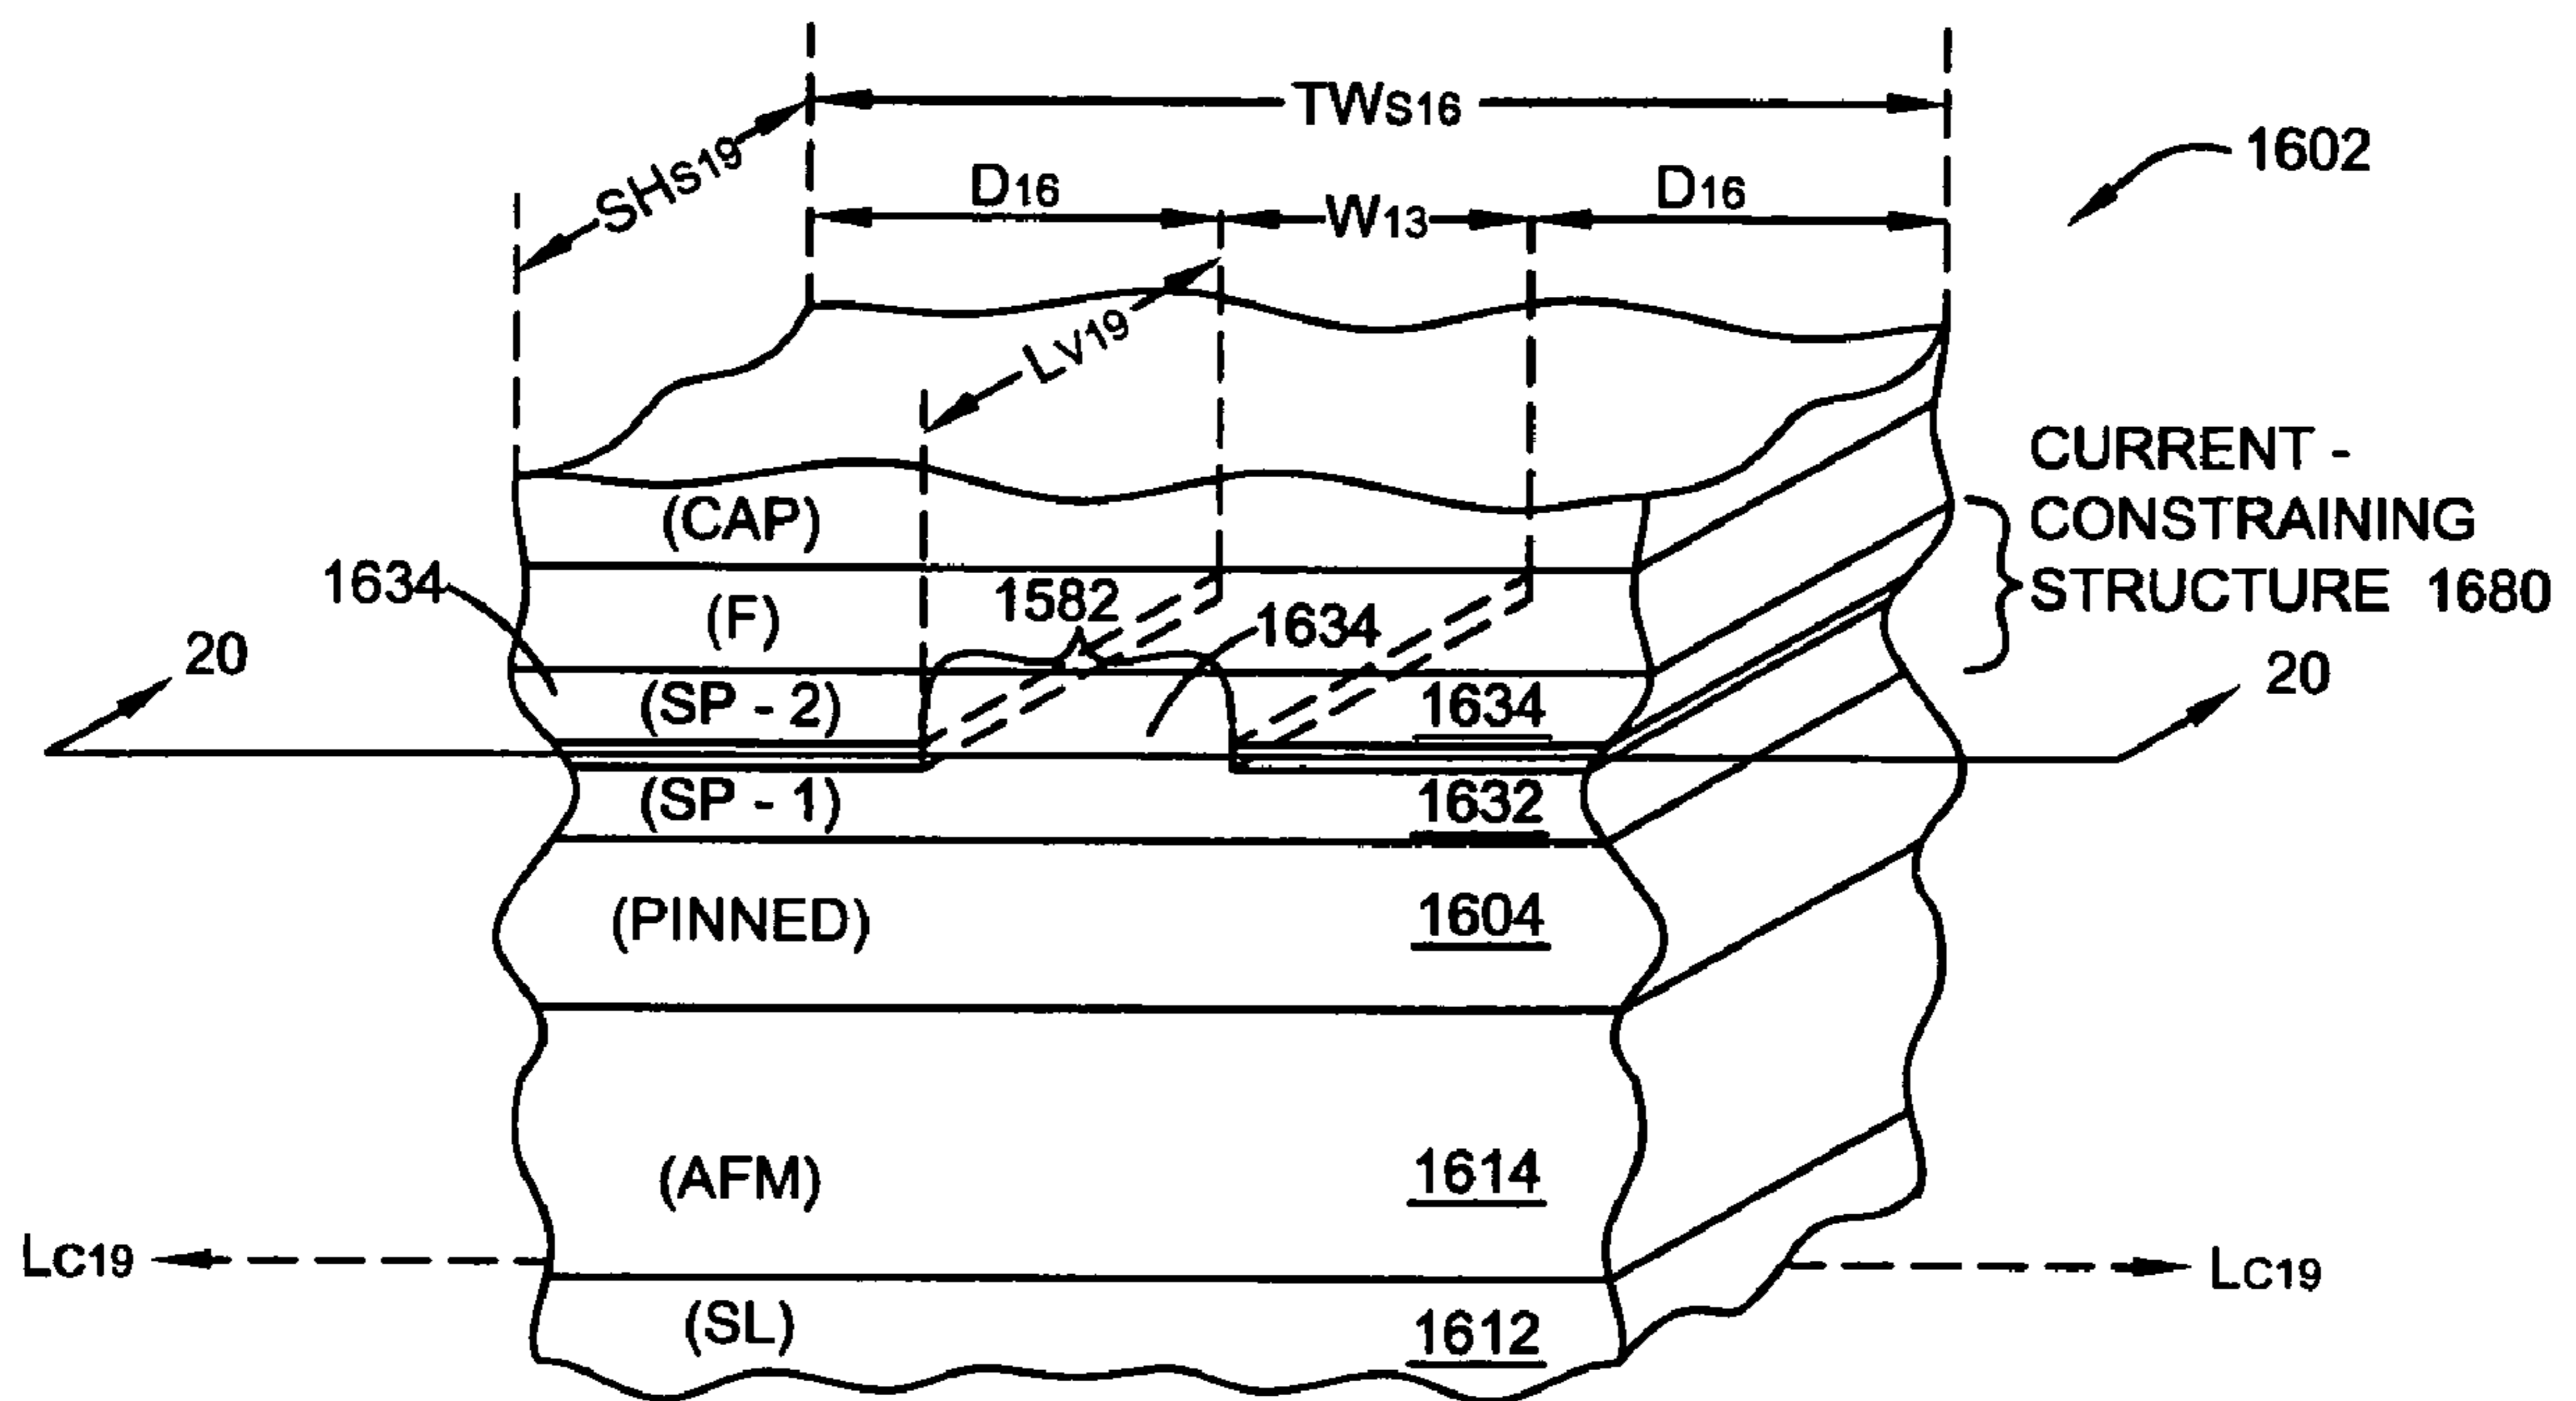 TWS16
1602
SHS19
D16
W13
D16
LV19
CURRENT -
CONSTRAINING
STRUCTURE 1680
(CAP)
1634
(F)
1582
1634
20
(SP - 2)
1634
20
(SP - 1)
1632
(PINNED)
1604
(AFM)
1614
LC19
LC19
(SL)
1612